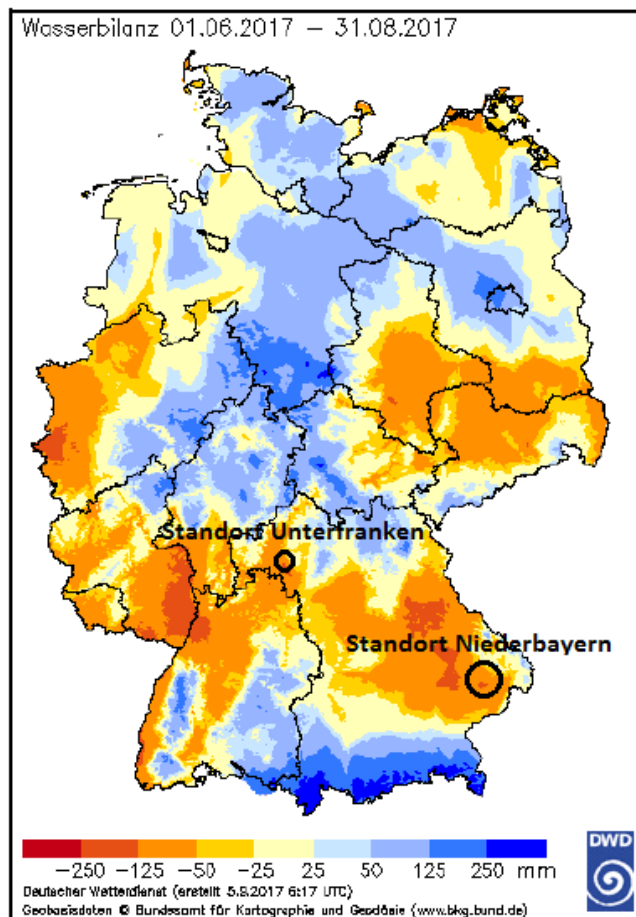 Wasserbilanz 01.06.2017 – 31.08.2017
Standort Unterfranken
Standort Niederbayern
−250 −125 −50 −25 25 50 125 250 mm
Deutscher Wetterdienst (erstellt 5.9.2017 6:17 UTC)
Geobasisdaten © Bundesamt für Kartographie und Geodäsie (www.bkg.bund.de)
DWD